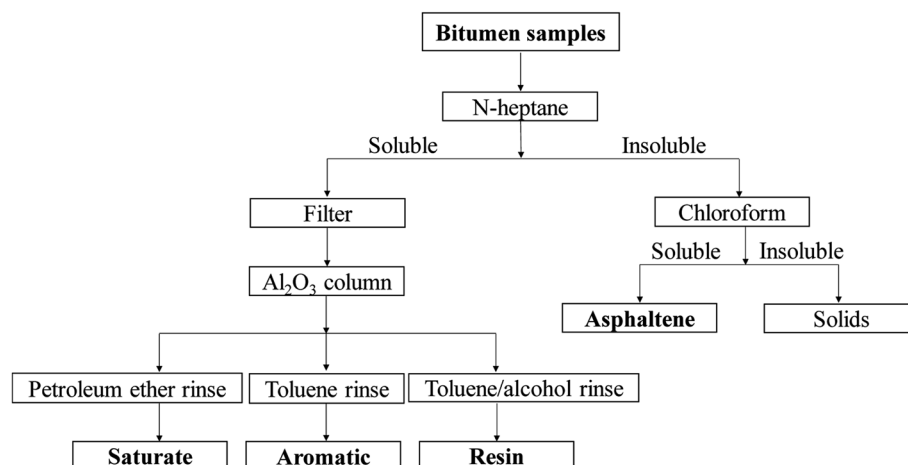 Bitumen samples
N-heptane
Soluble
Insoluble
Filter
Chloroform
Soluble
Insoluble
Al₂O₃ column
Asphaltene
Solids
Petroleum ether rinse
Toluene rinse
Toluene/alcohol rinse
Saturate
Aromatic
Resin